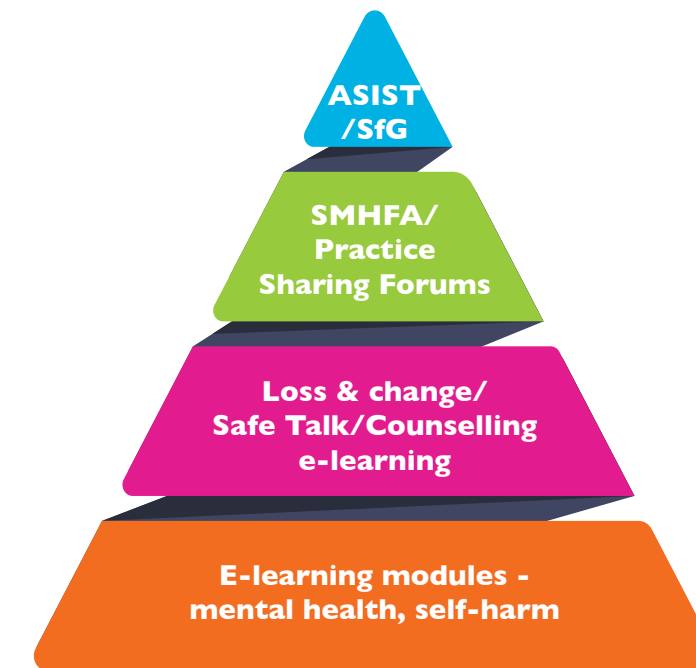 ASIST
/SfG
SMHFA/
Practice
Sharing Forums
Loss & change/
Safe Talk/Counselling
e-learning
E-learning modules -
mental health, self-harm